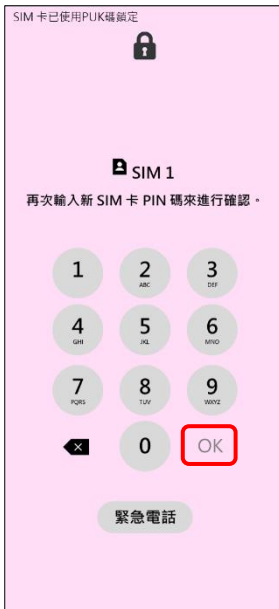 SIM 卡已使用PUK碼鎖定
SIM 1
再次輸入新 SIM 卡 PIN 碼來進行確認。
1 2 3
ABC DEF
4 5 6
GHI JKL MNO
7 8 9
PQRS TUV WXYZ
0 OK
緊急電話